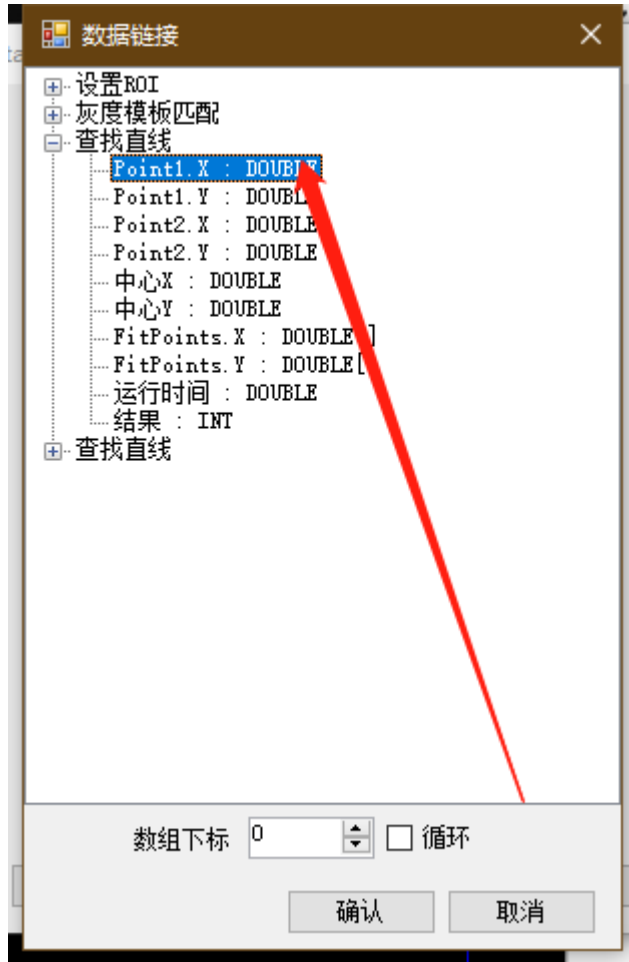 数据链接
设置ROI
灰度模板匹配
查找直线
Point1.X : DOUBLE
Point1.Y : DOUBLE
Point2.X : DOUBLE
Point2.Y : DOUBLE
中心X : DOUBLE
中心Y : DOUBLE
FitPoints.X : DOUBLE[]
FitPoints.Y : DOUBLE[
运行时间 : DOUBLE
结果 : INT
查找直线
数组下标 0 循环
确认 取消